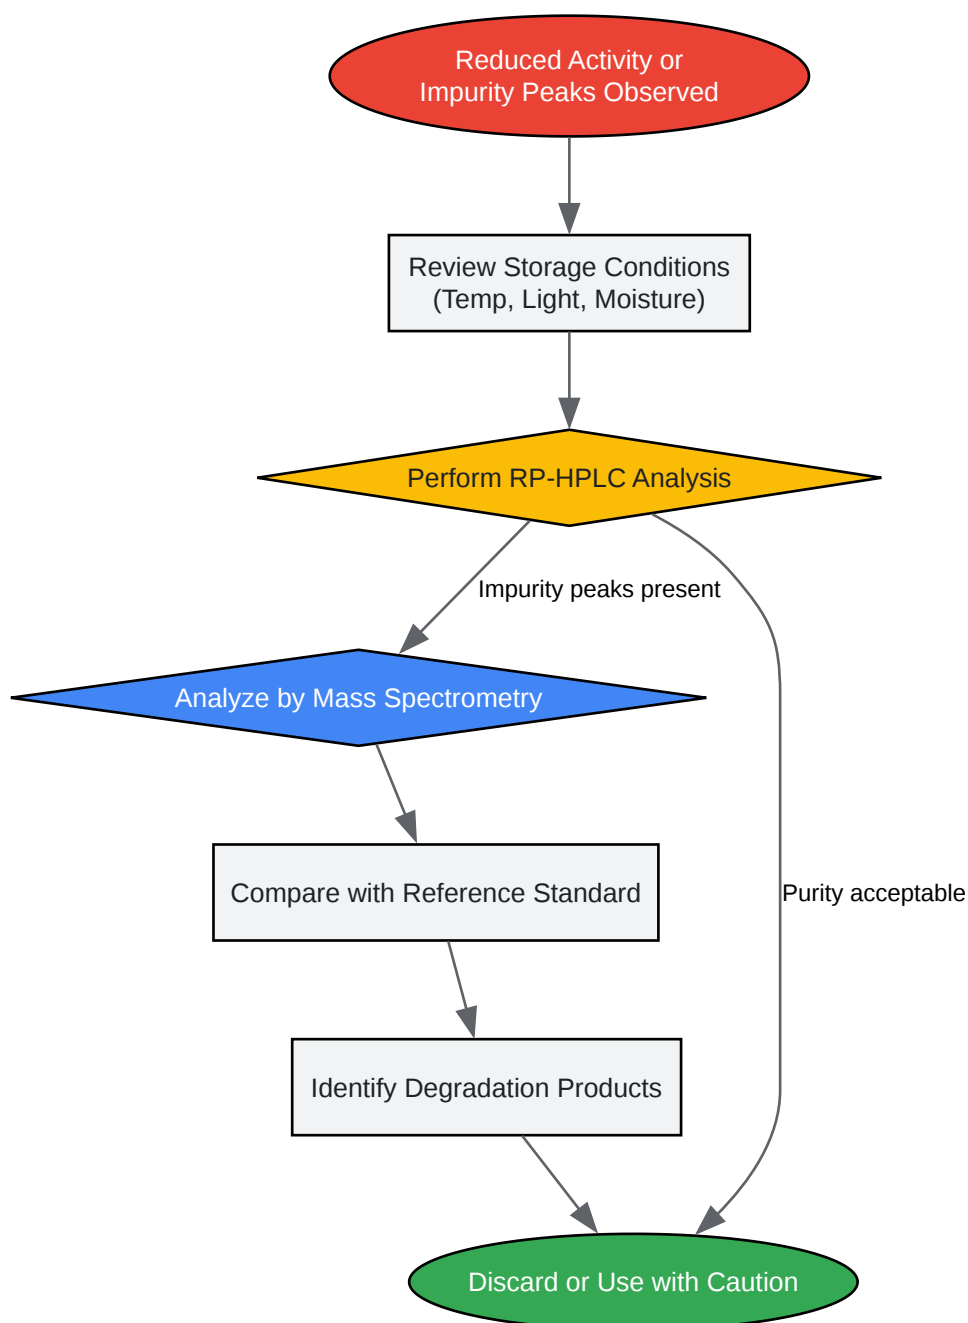 Reduced Activity or
Impurity Peaks Observed
Review Storage Conditions
(Temp, Light, Moisture)
Perform RP-HPLC Analysis
Impurity peaks present
Analyze by Mass Spectrometry
Compare with Reference Standard
Purity acceptable
Identify Degradation Products
Discard or Use with Caution